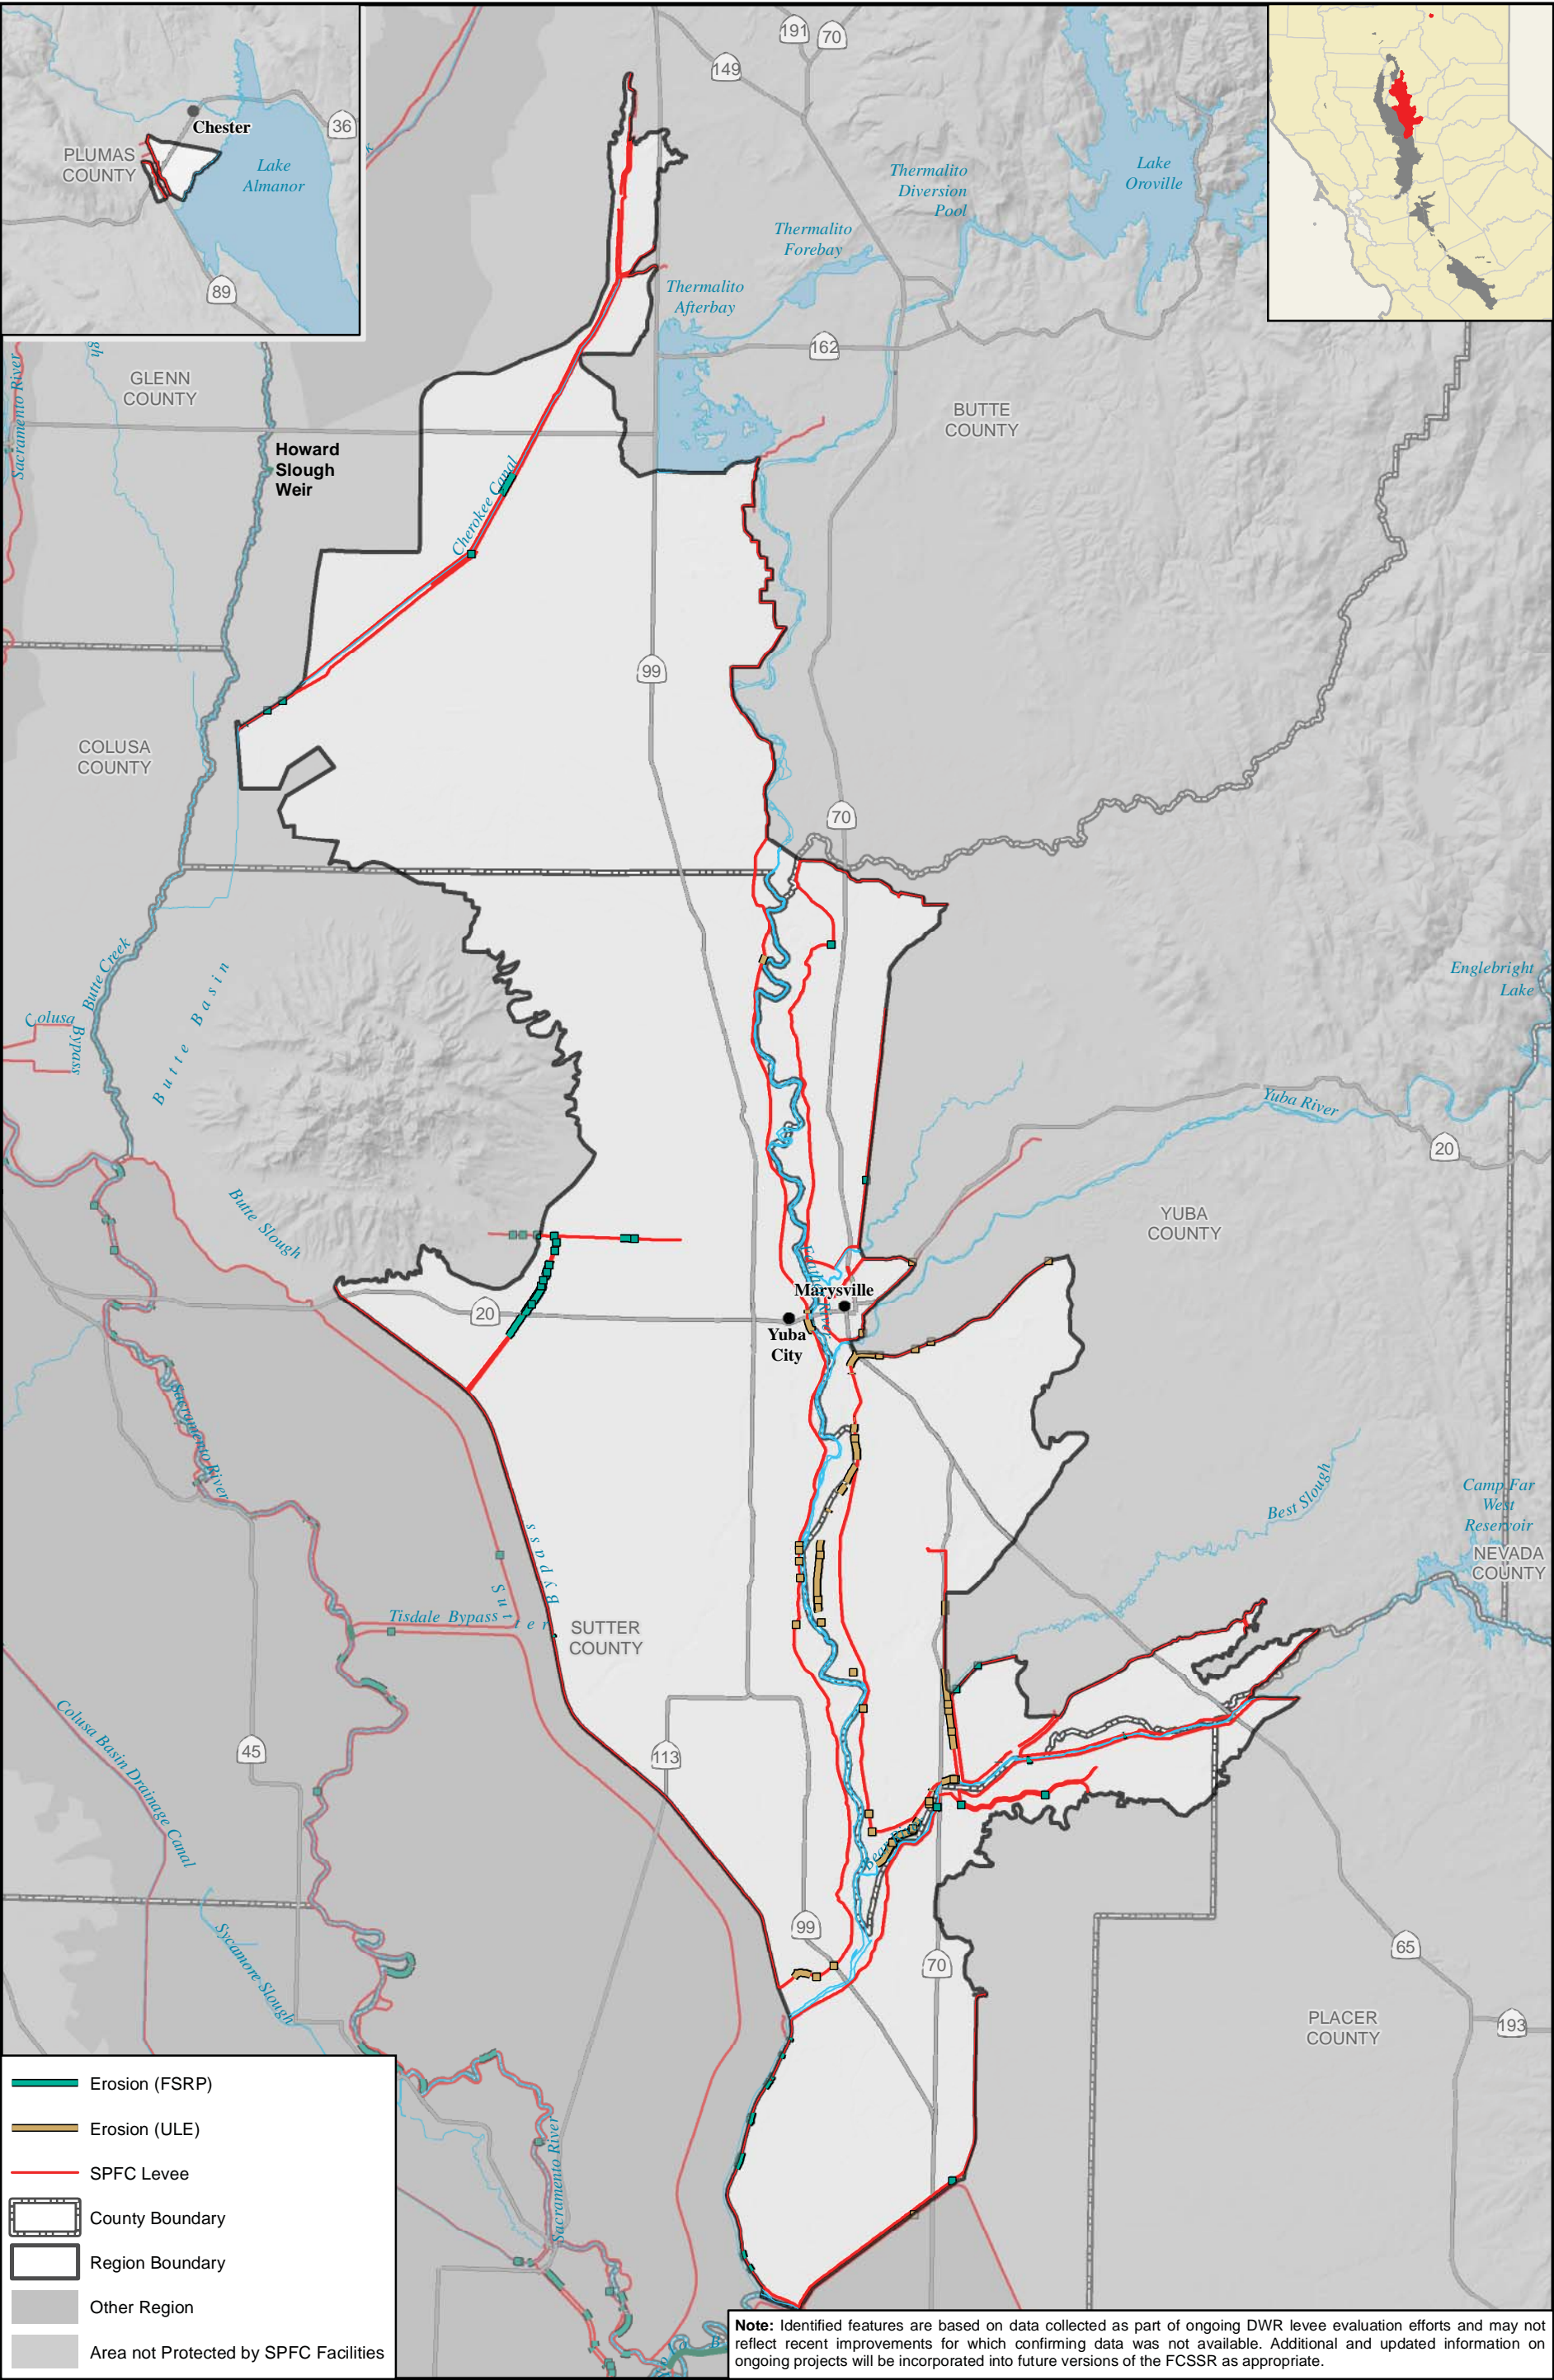 191
70
149
Chester
36
PLUMAS
COUNTY
Lake
Almanor
89
Thermalito
Diversion
Pool
Lake
Oroville
Thermalito
Forebay
Thermalito
Afterbay
162
GLENN
COUNTY
Sacramento River
BUTTE
COUNTY
Howard
Slough
Weir
Cherokee Canal
99
COLUSA
COUNTY
70
Butte Creek
Butte Basin
Colusa
Bypass
Englebright
Lake
Yuba River
20
Butte Slough
YUBA
COUNTY
Feather River
Marysville
20
Yuba
City
Sacramento River
Best Slough
Camp Far
West
Reservoir
NEVADA
COUNTY
Sutter
Bypass
Tisdale Bypass
SUTTER
COUNTY
Colusa Basin Drainage Canal
45
113
Bear River
Sycamore Slough
99
70
65
PLACER
COUNTY
193
Sacramento River
Erosion (FSRP)
Erosion (ULE)
SPFC Levee
County Boundary
Region Boundary
Other Region
Area not Protected by SPFC Facilities
Note: Identified features are based on data collected as part of ongoing DWR levee evaluation efforts and may not
reflect recent improvements for which confirming data was not available. Additional and updated information on
ongoing projects will be incorporated into future versions of the FCSSR as appropriate.